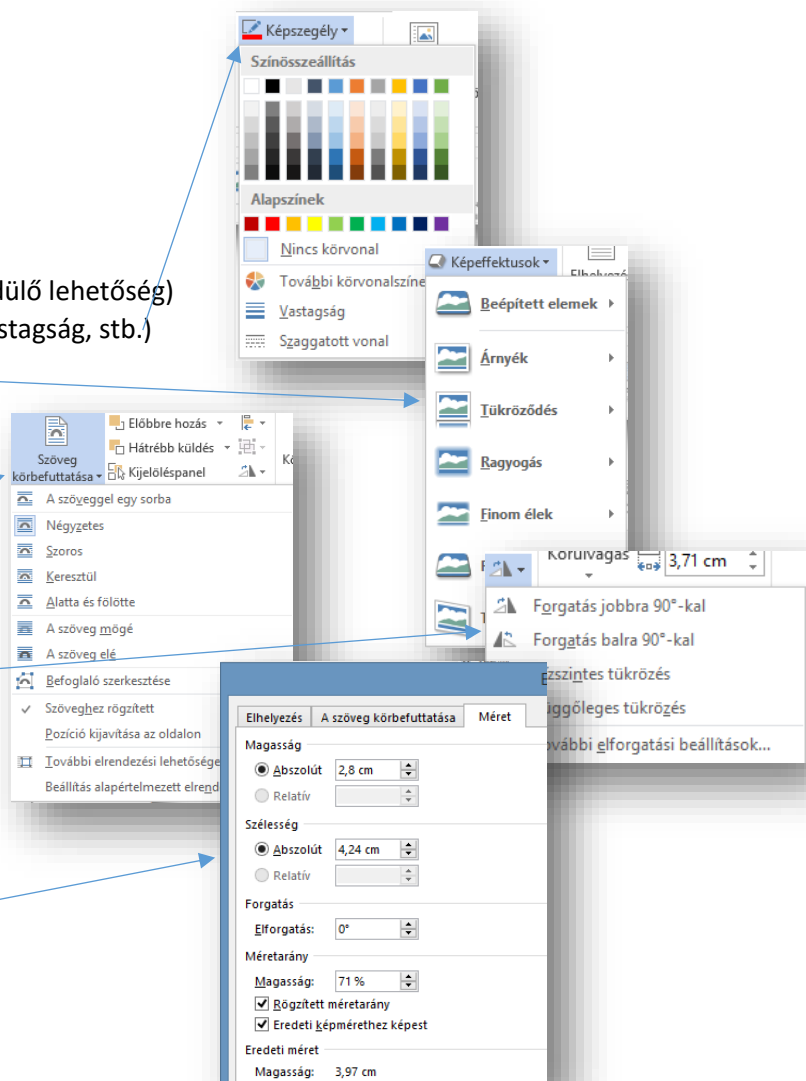 Képszegély
Színösszeállítás
Alapszínek
Nincs körvonal
További körvonalszíne
Vastagság
Szaggatott vonal
lehetőség)
stb.)
Képeffektusok
Beépített elemek
Árnyék
Tükröződés
Ragyogás
Finom élek
Szöveg
körbefuttatása
Előbbre hozás
Hátrébb küldés
Kijelöléspanel
A szöveggel egy sorba
Négyzetes
Szoros
Keresztül
Alatta és fölötte
A szöveg mögé
A szöveg elé
Befoglaló szerkesztése
Szöveghez rögzített
Pozíció kijavítása az oldalon
További elrendezési lehetősége
Beállítás alapértelmezett elrend
Körülvágás
3,71 cm
Forgatás jobbra 90°-kal
Forgatás balra 90°-kal
zszintes tükrözés
üggőleges tükrözés
ovábbi elforgatási beállítások...
Elhelyezés A szöveg körbefuttatása Méret
Magasság
Abszolút 2,8 cm
Relatív
Szélesség
Abszolút 4,24 cm
Relatív
Forgatás
Elforgatás: 0°
Méretarány
Magasság: 71 %
Rögzített méretarány
Eredeti képmérethez képest
Eredeti méret
Magasság: 3,97 cm